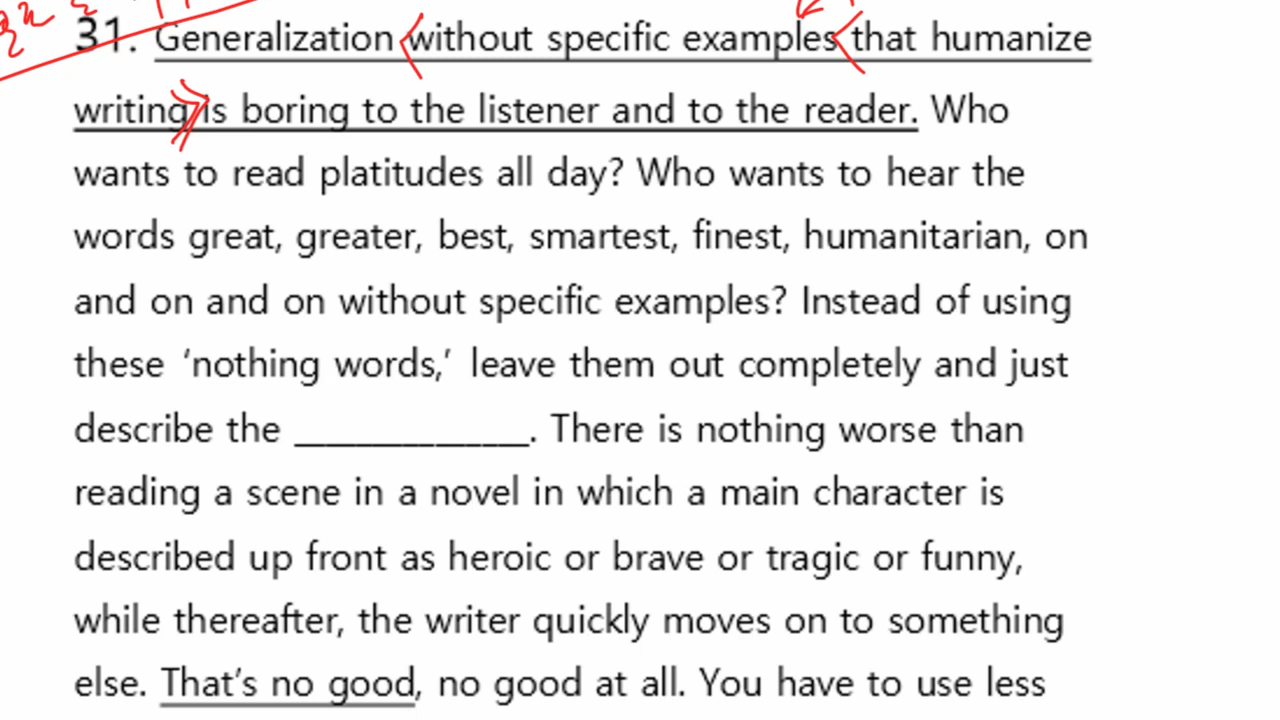 31. Generalization without specific examples that humanize
writing is boring to the listener and to the reader. Who
wants to read platitudes all day? Who wants to hear the
words great, greater, best, smartest, finest, humanitarian, on
and on and on without specific examples? Instead of using
these ‘nothing words,’ leave them out completely and just
describe the ______________. There is nothing worse than
reading a scene in a novel in which a main character is
described up front as heroic or brave or tragic or funny,
while thereafter, the writer quickly moves on to something
else. That’s no good, no good at all. You have to use less